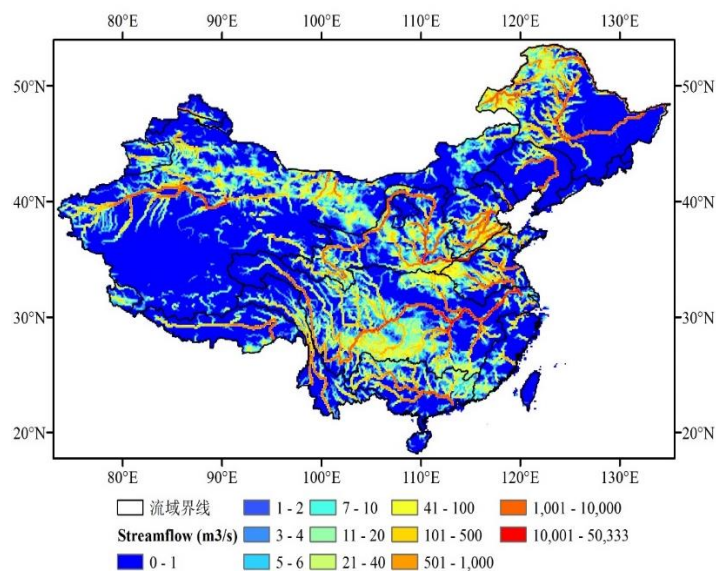 80°E 90°E 100°E 110°E 120°E 130°E
50°N 50°N
40°N 40°N
30°N 30°N
20°N 20°N
80°E 90°E 100°E 110°E 120°E 130°E
流域界线 1 - 2 7 - 10 41 - 100 1,001 - 10,000
Streamflow (m3/s) 3 - 4 11 - 20 101 - 500 10,001 - 50,333
0 - 1 5 - 6 21 - 40 501 - 1,000